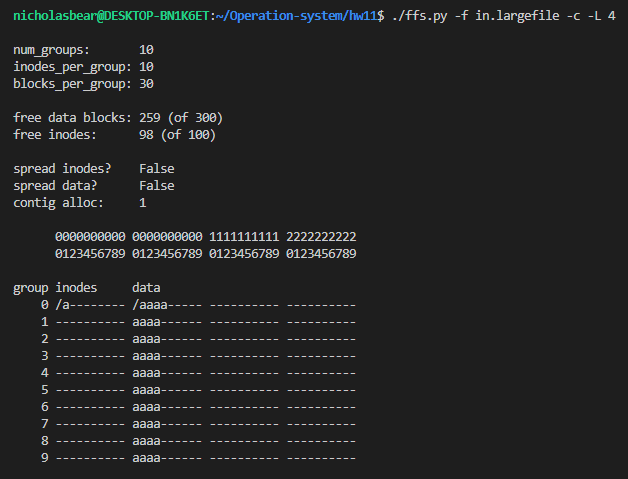 nicholasbear@DESKTOP-BN1K6ET:~/Operation-system/hw11$ ./ffs.py -f in.largefile -c -L 4
num_groups:       10
inodes_per_group: 10
blocks_per_group: 30
free data blocks: 259 (of 300)
free inodes:      98 (of 100)
spread inodes?    False
spread data?      False
contig alloc:     1
      0000000000 0000000000 1111111111 2222222222
      0123456789 0123456789 0123456789 0123456789
group inodes     data
    0 /a-------- /aaaa----- ---------- ----------
    1 ---------- aaaa------ ---------- ----------
    2 ---------- aaaa------ ---------- ----------
    3 ---------- aaaa------ ---------- ----------
    4 ---------- aaaa------ ---------- ----------
    5 ---------- aaaa------ ---------- ----------
    6 ---------- aaaa------ ---------- ----------
    7 ---------- aaaa------ ---------- ----------
    8 ---------- aaaa------ ---------- ----------
    9 ---------- aaaa------ ---------- ----------